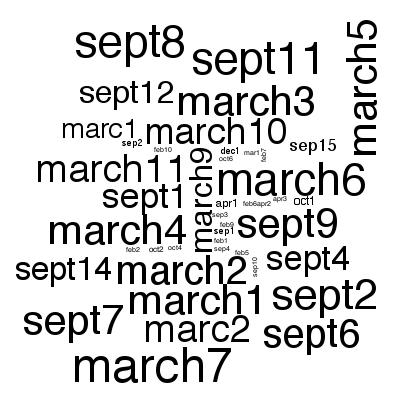 sept8
sept11
march5
sept12
march3
marc1
march10
sep2
feb10
dec1
mar1
feb7
sep15
oct6
march11
march9
march6
sept1
apr1
feb6
apr2
apr3
oct1
sep3
march4
feb9
sep1
sept9
feb1
feb2
oct2
oct4
sep4
feb5
sept14
march2
sep10
sept4
march1
sept2
sept7
marc2
sept6
march7